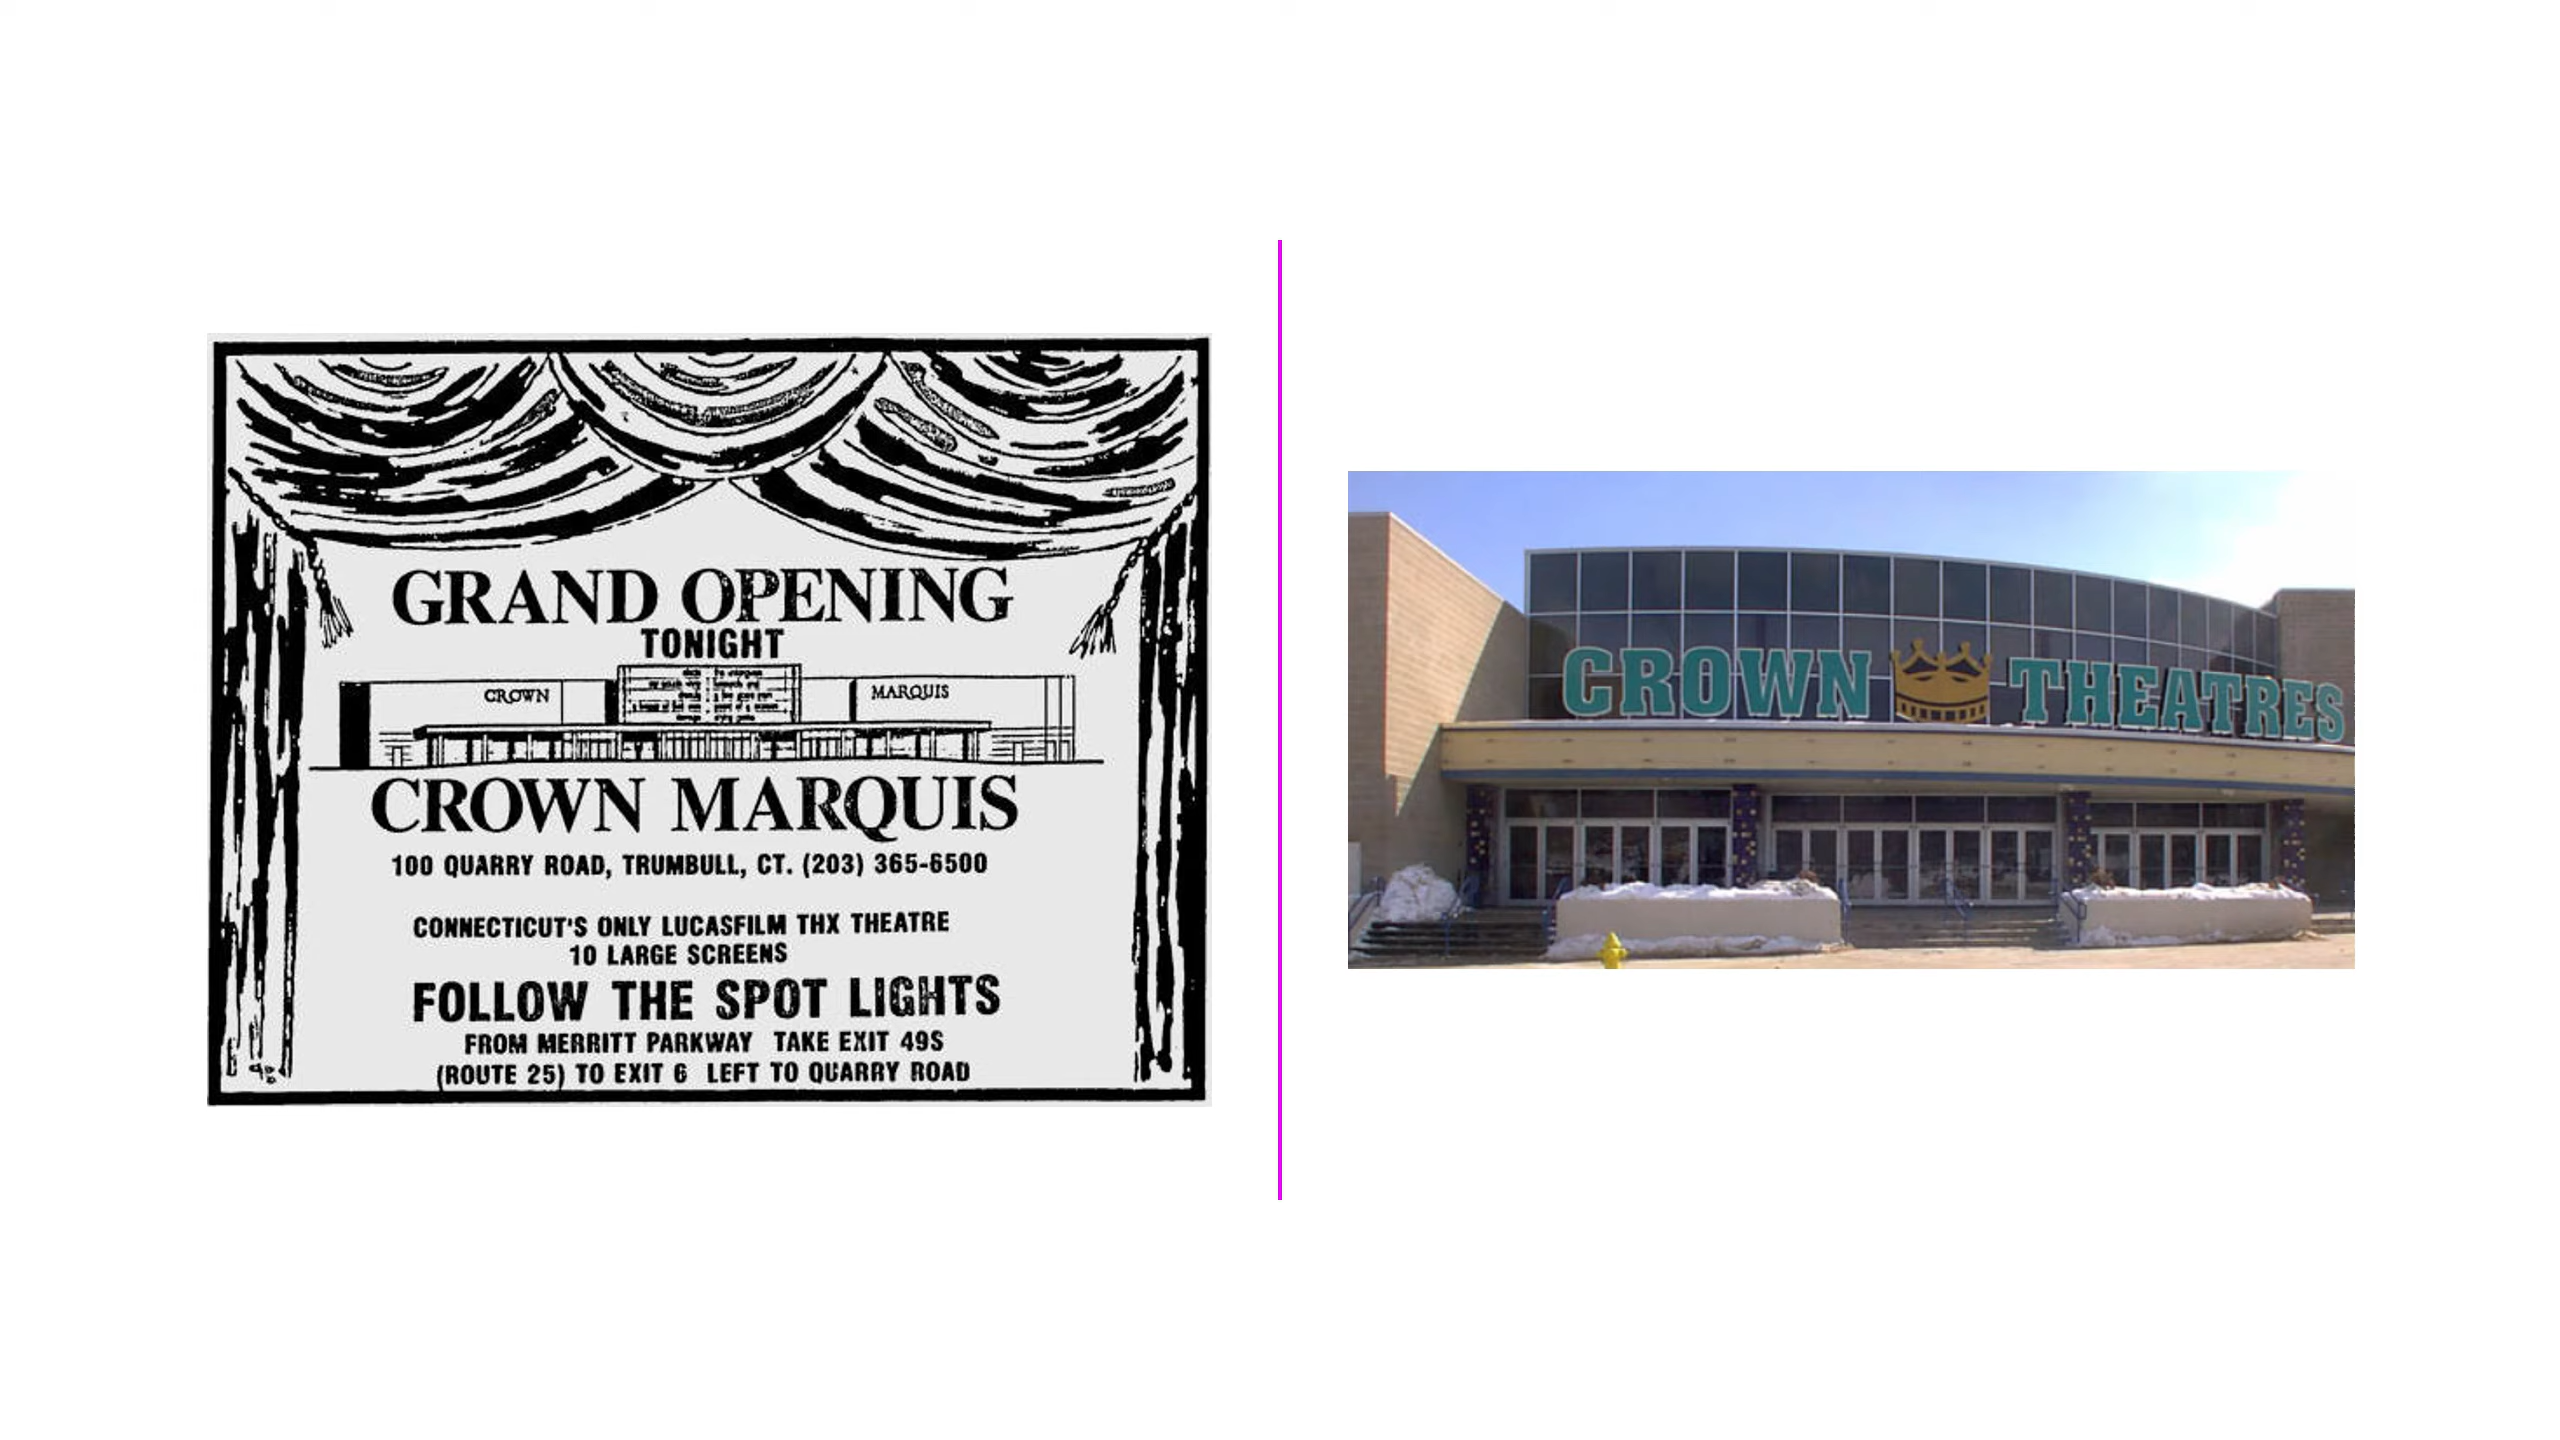 GRAND OPENING
TONIGHT
CROWN
MARQUIS
CROWN MARQUIS
100 QUARRY ROAD, TRUMBULL, CT. (203) 365-6500
CONNECTICUT'S ONLY LUCASFILM THX THEATRE
10 LARGE SCREENS
FOLLOW THE SPOT LIGHTS
FROM MERRITT PARKWAY TAKE EXIT 49S
(ROUTE 25) TO EXIT 6 LEFT TO QUARRY ROAD
CROWN THEATRES